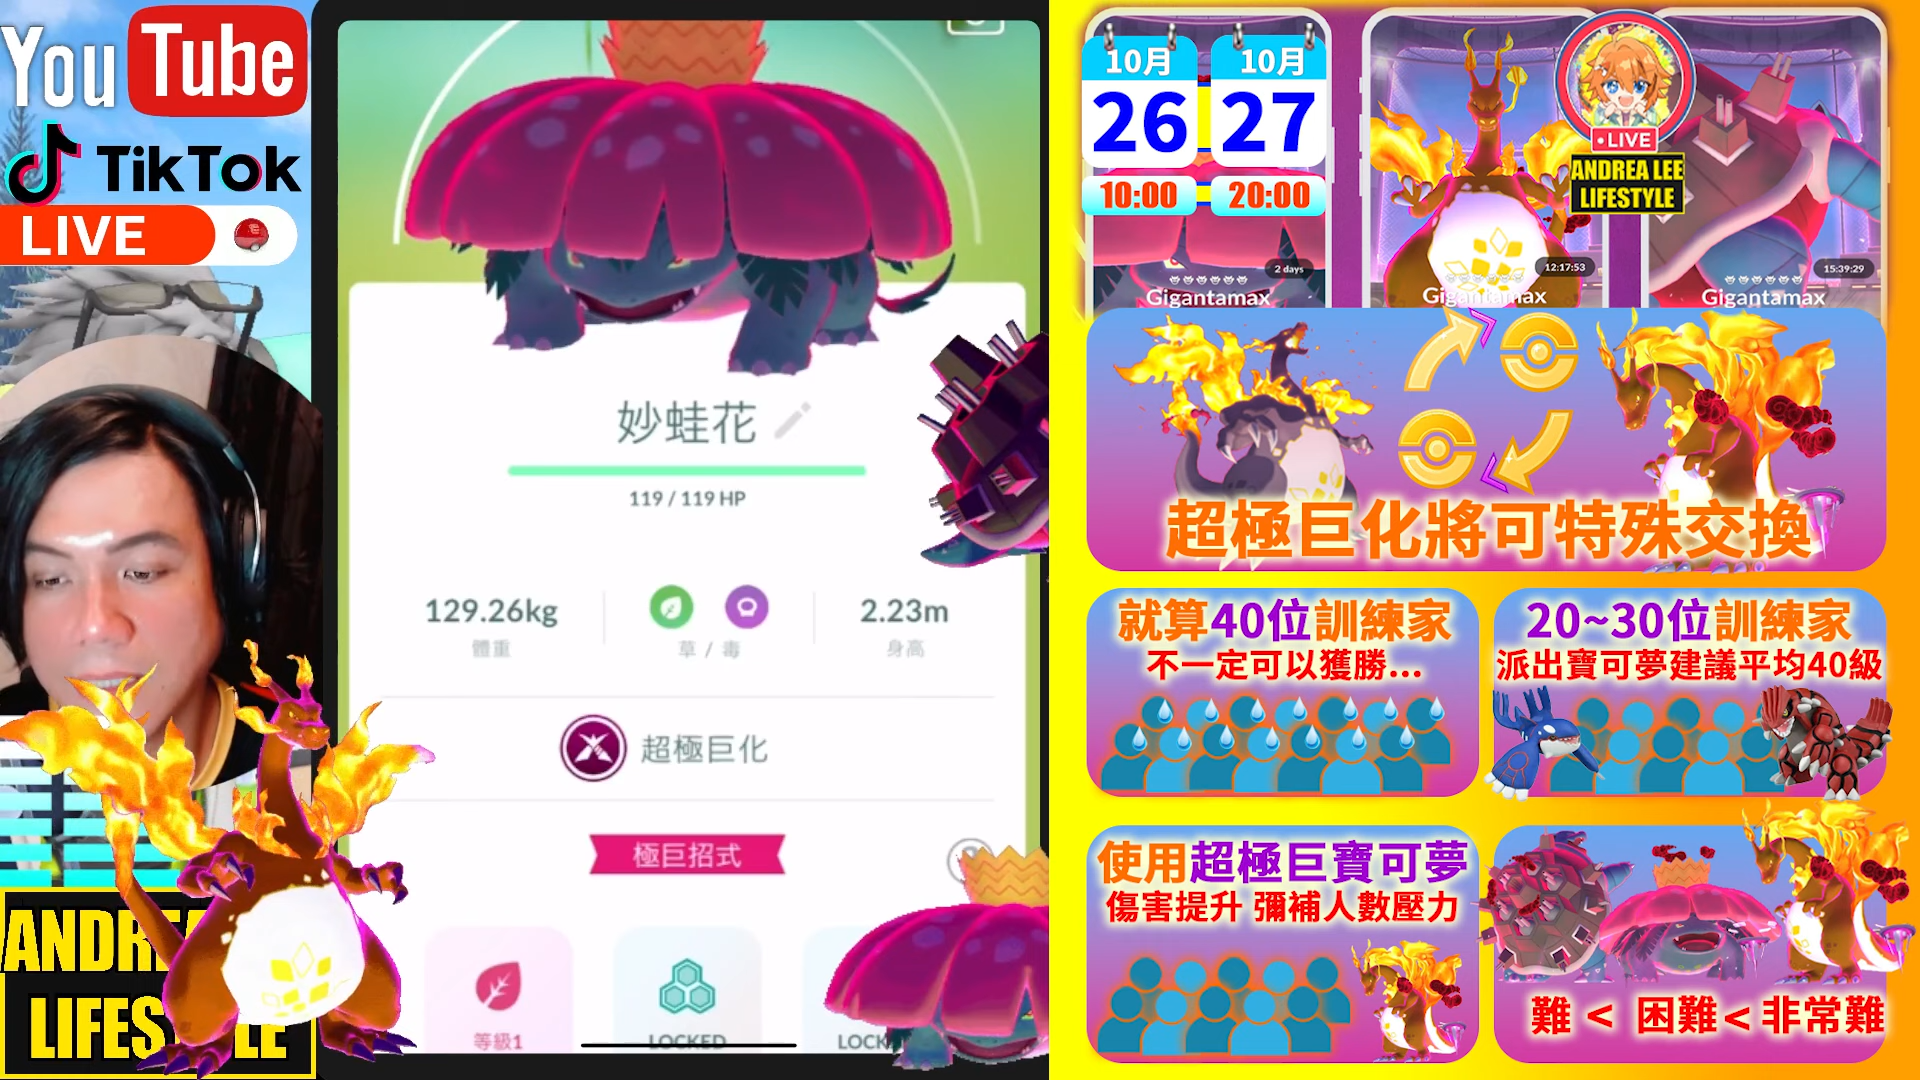 YouTube
TikTok
LIVE
ANDREA
LIFES LE
妙蛙花
119 / 119 HP
129.26kg
體重
草 / 毒
2.23m
身高
超極巨化
極巨招式
等級1
LOCKED
LOCK
10月
26
10:00
10月
27
20:00
LIVE
ANDREA LEE
LIFESTYLE
2 days
Gigantamax
12:17:53
Gigantamax
15:39:29
Gigantamax
超極巨化將可特殊交換
就算40位訓練家
不一定可以獲勝...
20~30位訓練家
派出寶可夢建議平均40級
使用超極巨寶可夢
傷害提升 彌補人數壓力
難 < 困難 < 非常難